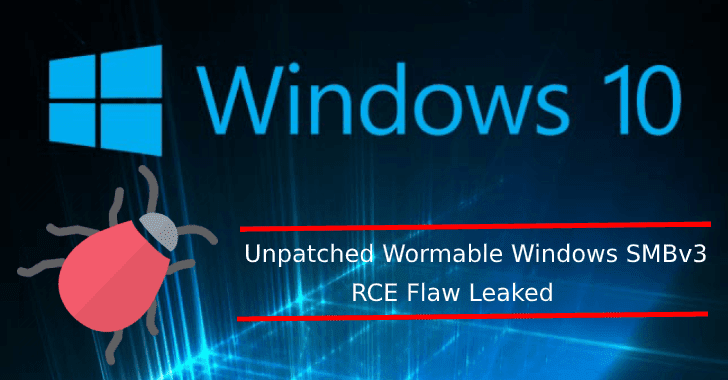 Windows 10
Unpatched Wormable Windows SMBv3
RCE Flaw Leaked